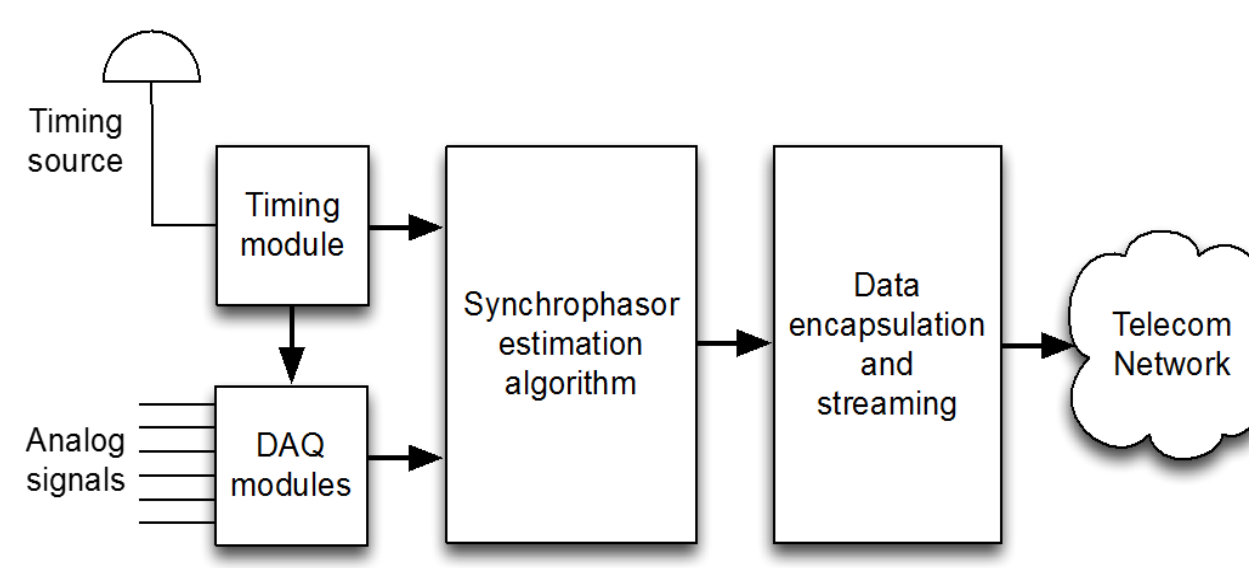 Timing
source
Timing
module
Analog
signals
DAQ
modules
Synchrophasor
estimation
algorithm
Data
encapsulation
and
streaming
Telecom
Network